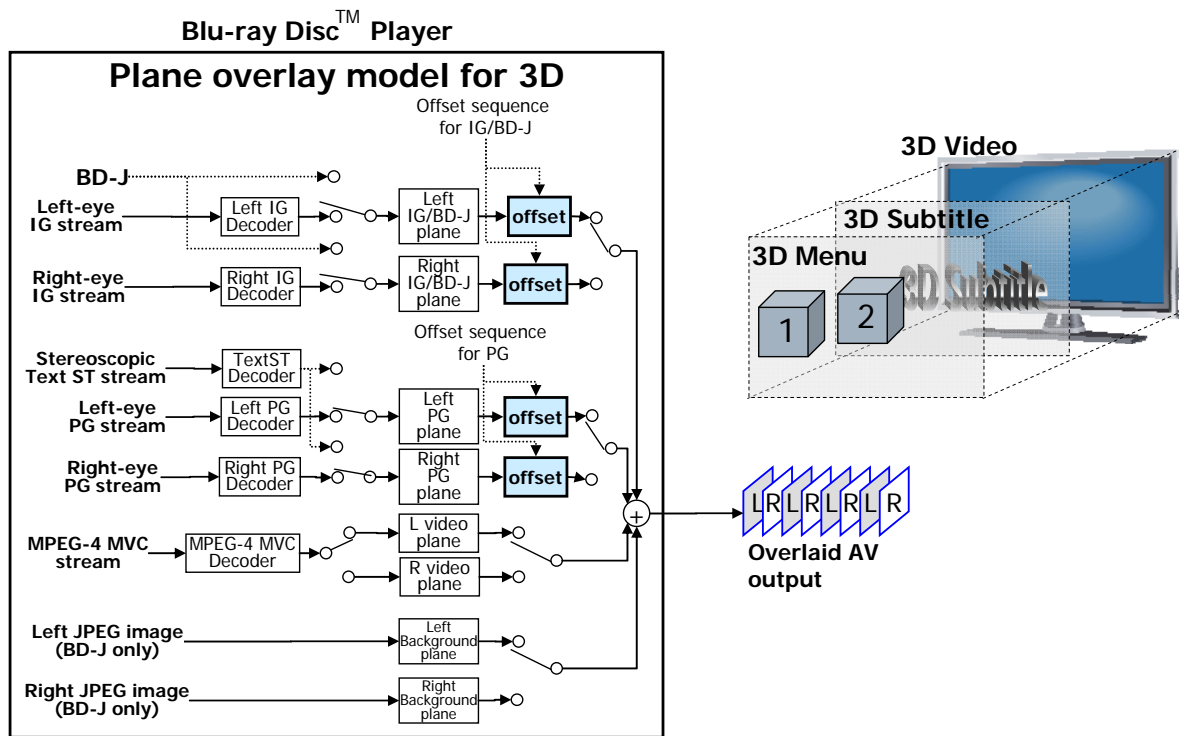 Blu-ray Disc™ Player
Plane overlay model for 3D
Offset sequence
for IG/BD-J
BD-J
Left-eye
IG stream
Left IG
Decoder
Left
IG/BD-J
plane
offset
Right-eye
IG stream
Right IG
Decoder
Right
IG/BD-J
plane
offset
Offset sequence
for PG
Stereoscopic
Text ST stream
TextST
Decoder
Left-eye
PG stream
Left PG
Decoder
Left
PG
plane
offset
Right-eye
PG stream
Right PG
Decoder
Right
PG
plane
offset
MPEG-4 MVC
stream
MPEG-4 MVC
Decoder
L video
plane
R video
plane
Left JPEG image
(BD-J only)
Left
Background
plane
Right JPEG image
(BD-J only)
Right
Background
plane
+
3D Video
3D Subtitle
3D Menu
3D Subtitle
1
2
L R L R L R L R
Overlaid AV
output